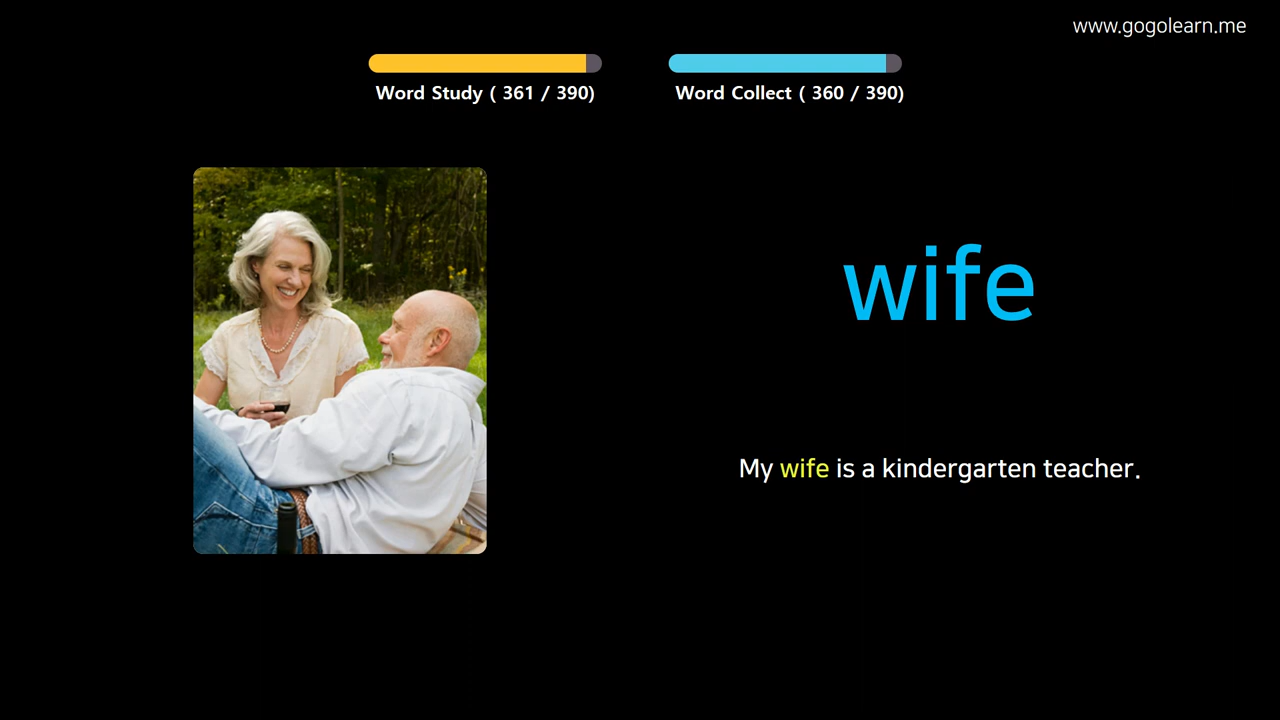 www.gogolearn.me
Word Study ( 361 / 390)
Word Collect ( 360 / 390)
wife
My wife is a kindergarten teacher.